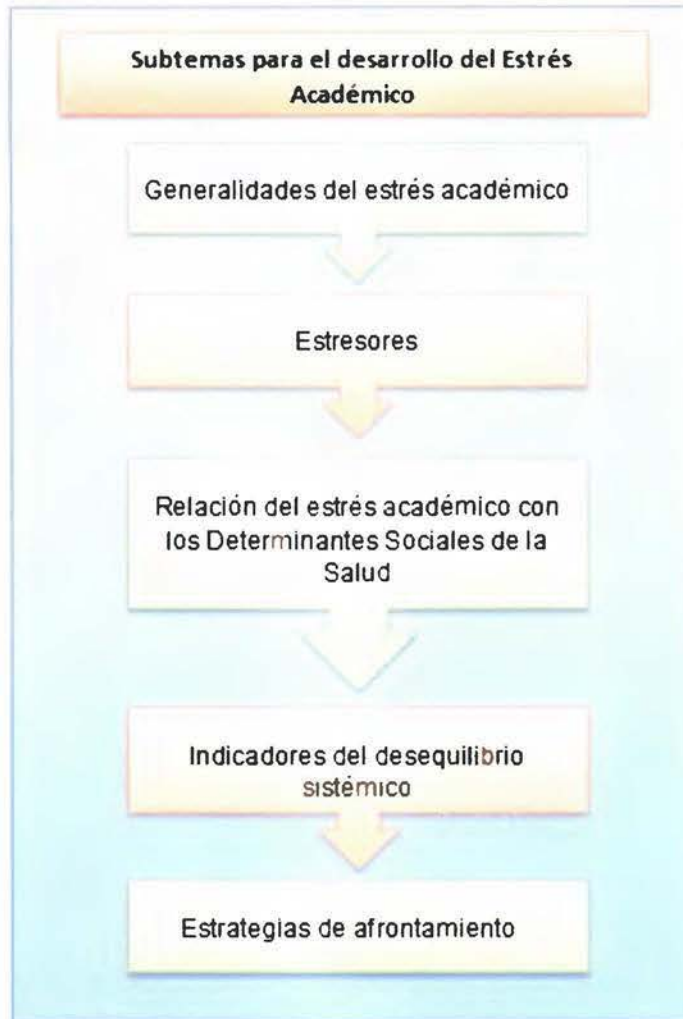 Subtemas para el desarrollo del Estrés
Académico
Generalidades del estrés académico
Estresores
Relación del estrés académico con
los Determinantes Sociales de la
Salud
Indicadores del desequilibrio
sistémico
Estrategias de afrontamiento